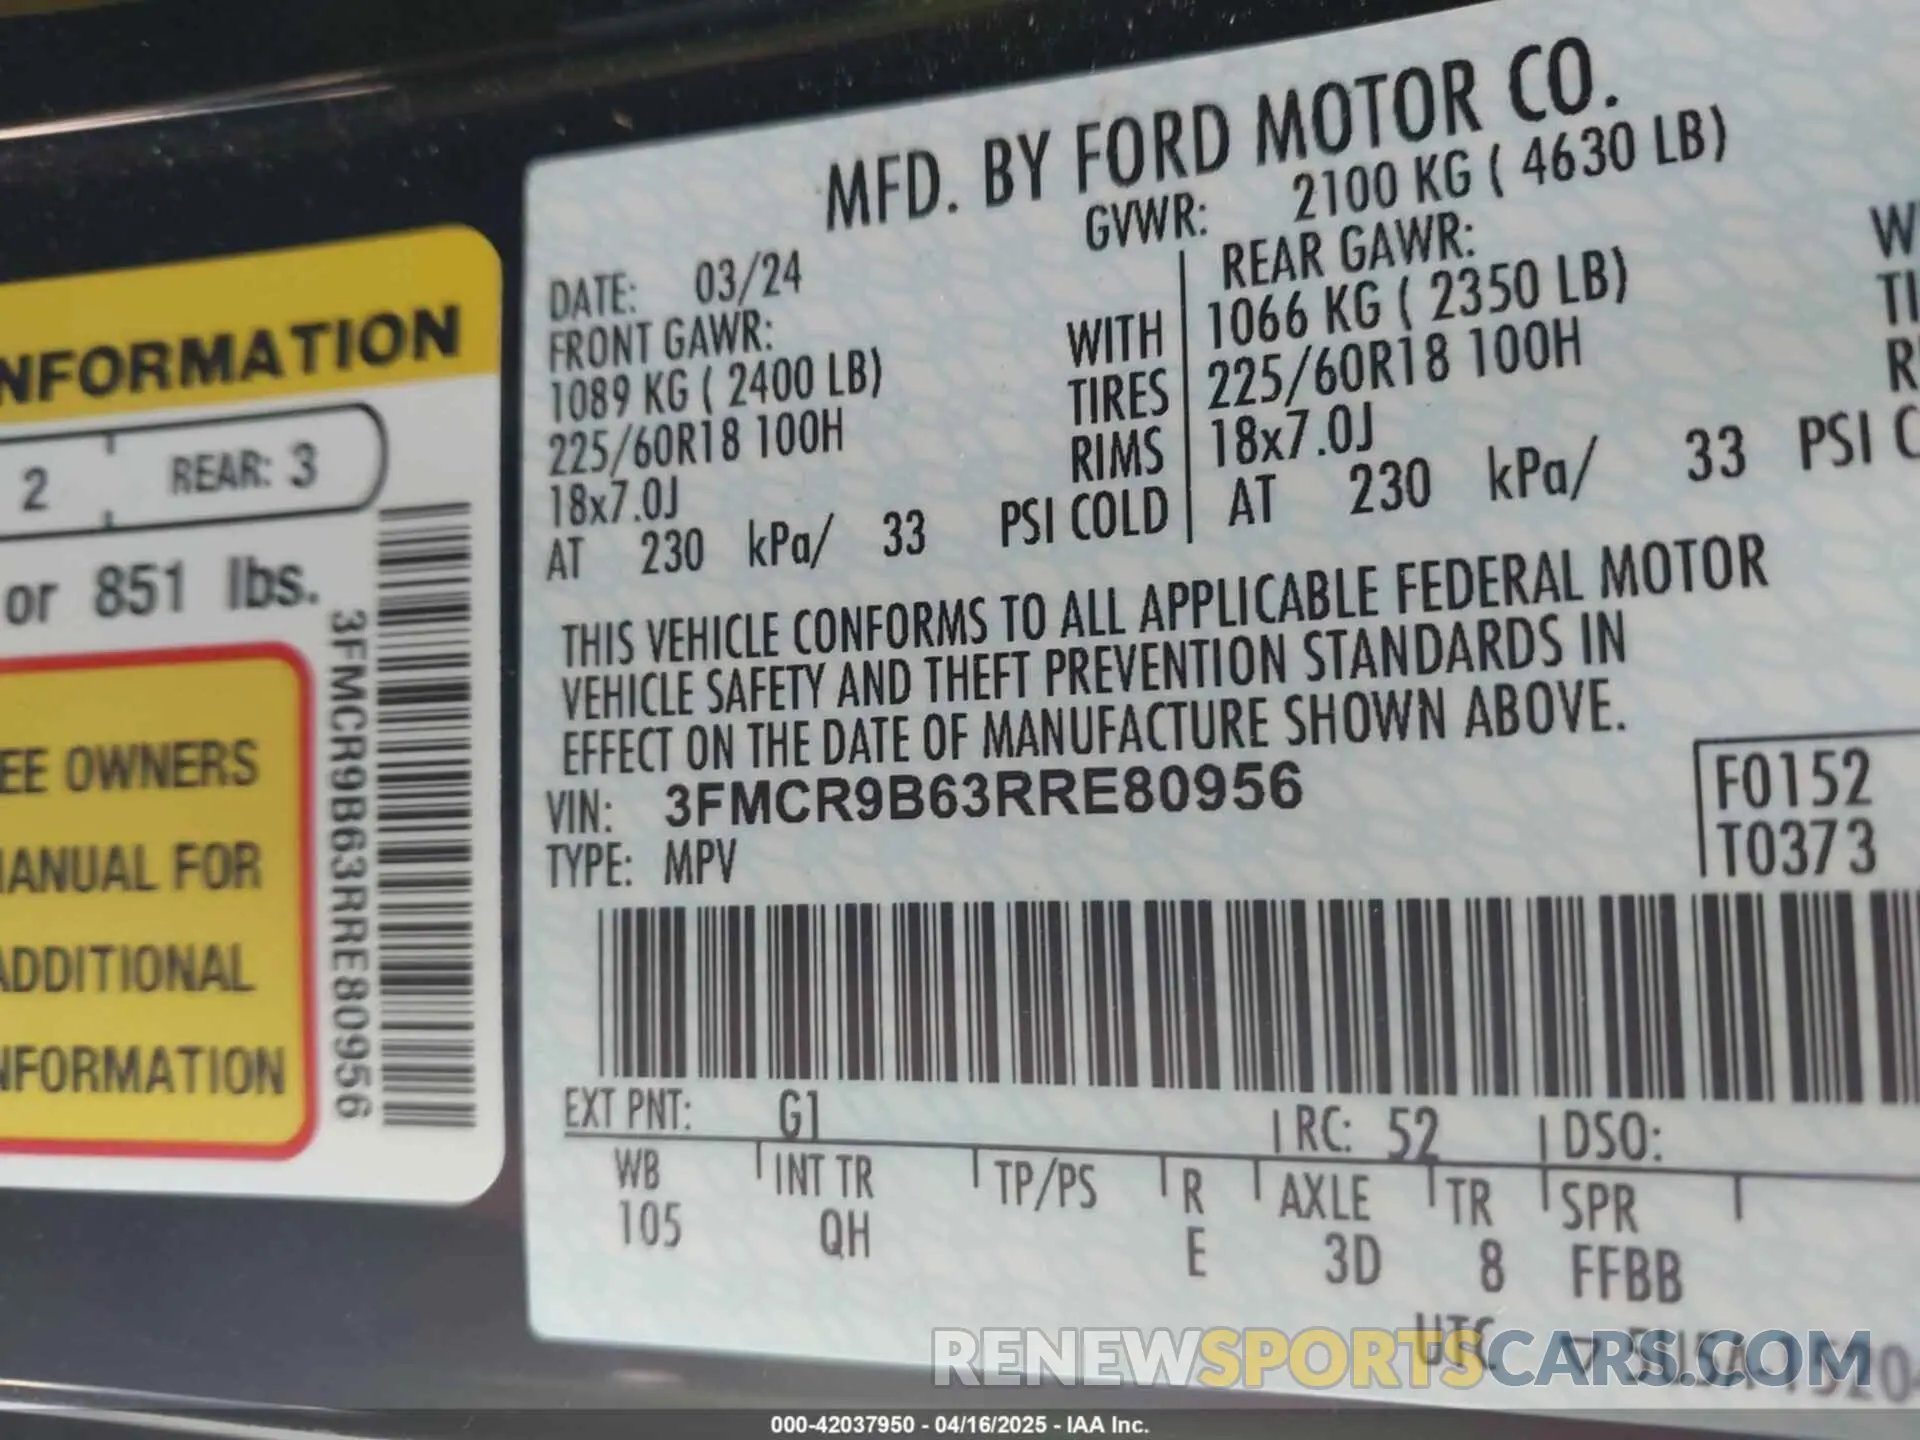 MFD. BY FORD MOTOR CO.
DATE: 03/24
GVWR: 2100 KG ( 4630 LB)
FRONT GAWR:
1089 KG ( 2400 LB)
225/60R18 100H
18x7.0J
AT 230 kPa/ 33 PSI COLD
WITH
TIRES
RIMS
REAR GAWR:
1066 KG ( 2350 LB)
225/60R18 100H
18x7.0J
AT 230 kPa/ 33 PSI C
W
TI
R
THIS VEHICLE CONFORMS TO ALL APPLICABLE FEDERAL MOTOR
VEHICLE SAFETY AND THEFT PREVENTION STANDARDS IN
EFFECT ON THE DATE OF MANUFACTURE SHOWN ABOVE.
VIN: 3FMCR9B63RRE80956
TYPE: MPV
F0152
T0373
EXT PNT: G1 RC: 52 DSO:
WB INT TR TP/PS R AXLE TR SPR
105 QH E 3D 8 FFBB
UTC
NFORMATION
2 REAR: 3
or 851 lbs.
3FMCR9B63RRE80956
EE OWNERS
MANUAL FOR
ADDITIONAL
NFORMATION
RENEWSPORTSCARS.COM
000-42037950 - 04/16/2025 - IAA Inc.